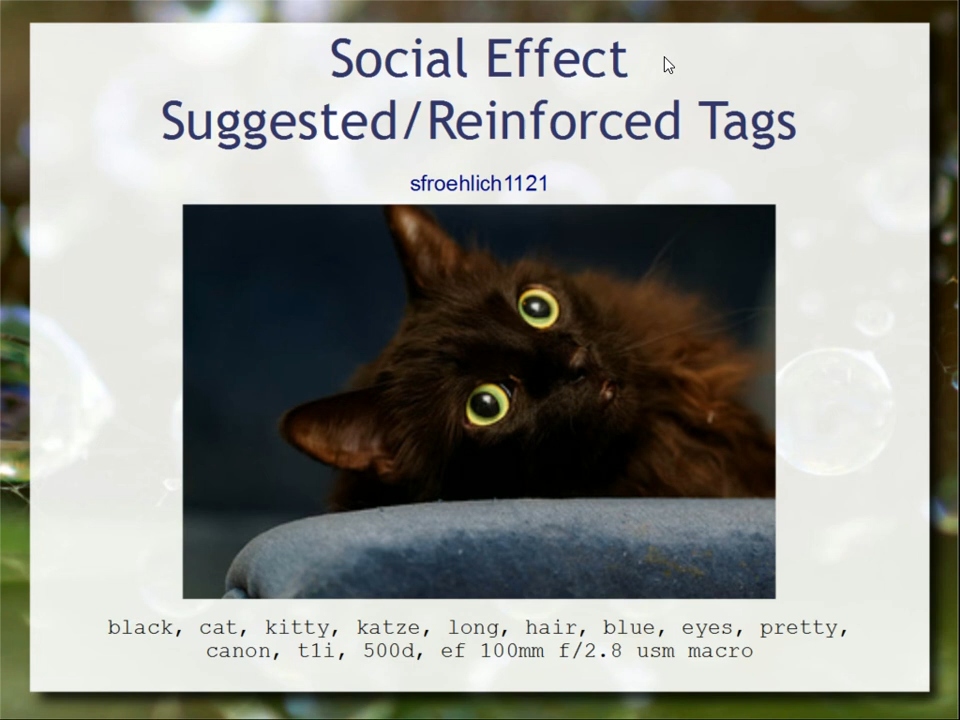 Social Effect
Suggested/Reinforced Tags
sfroehlich1121
black, cat, kitty, katze, long, hair, blue, eyes, pretty,
canon, t1i, 500d, ef 100mm f/2.8 usm macro